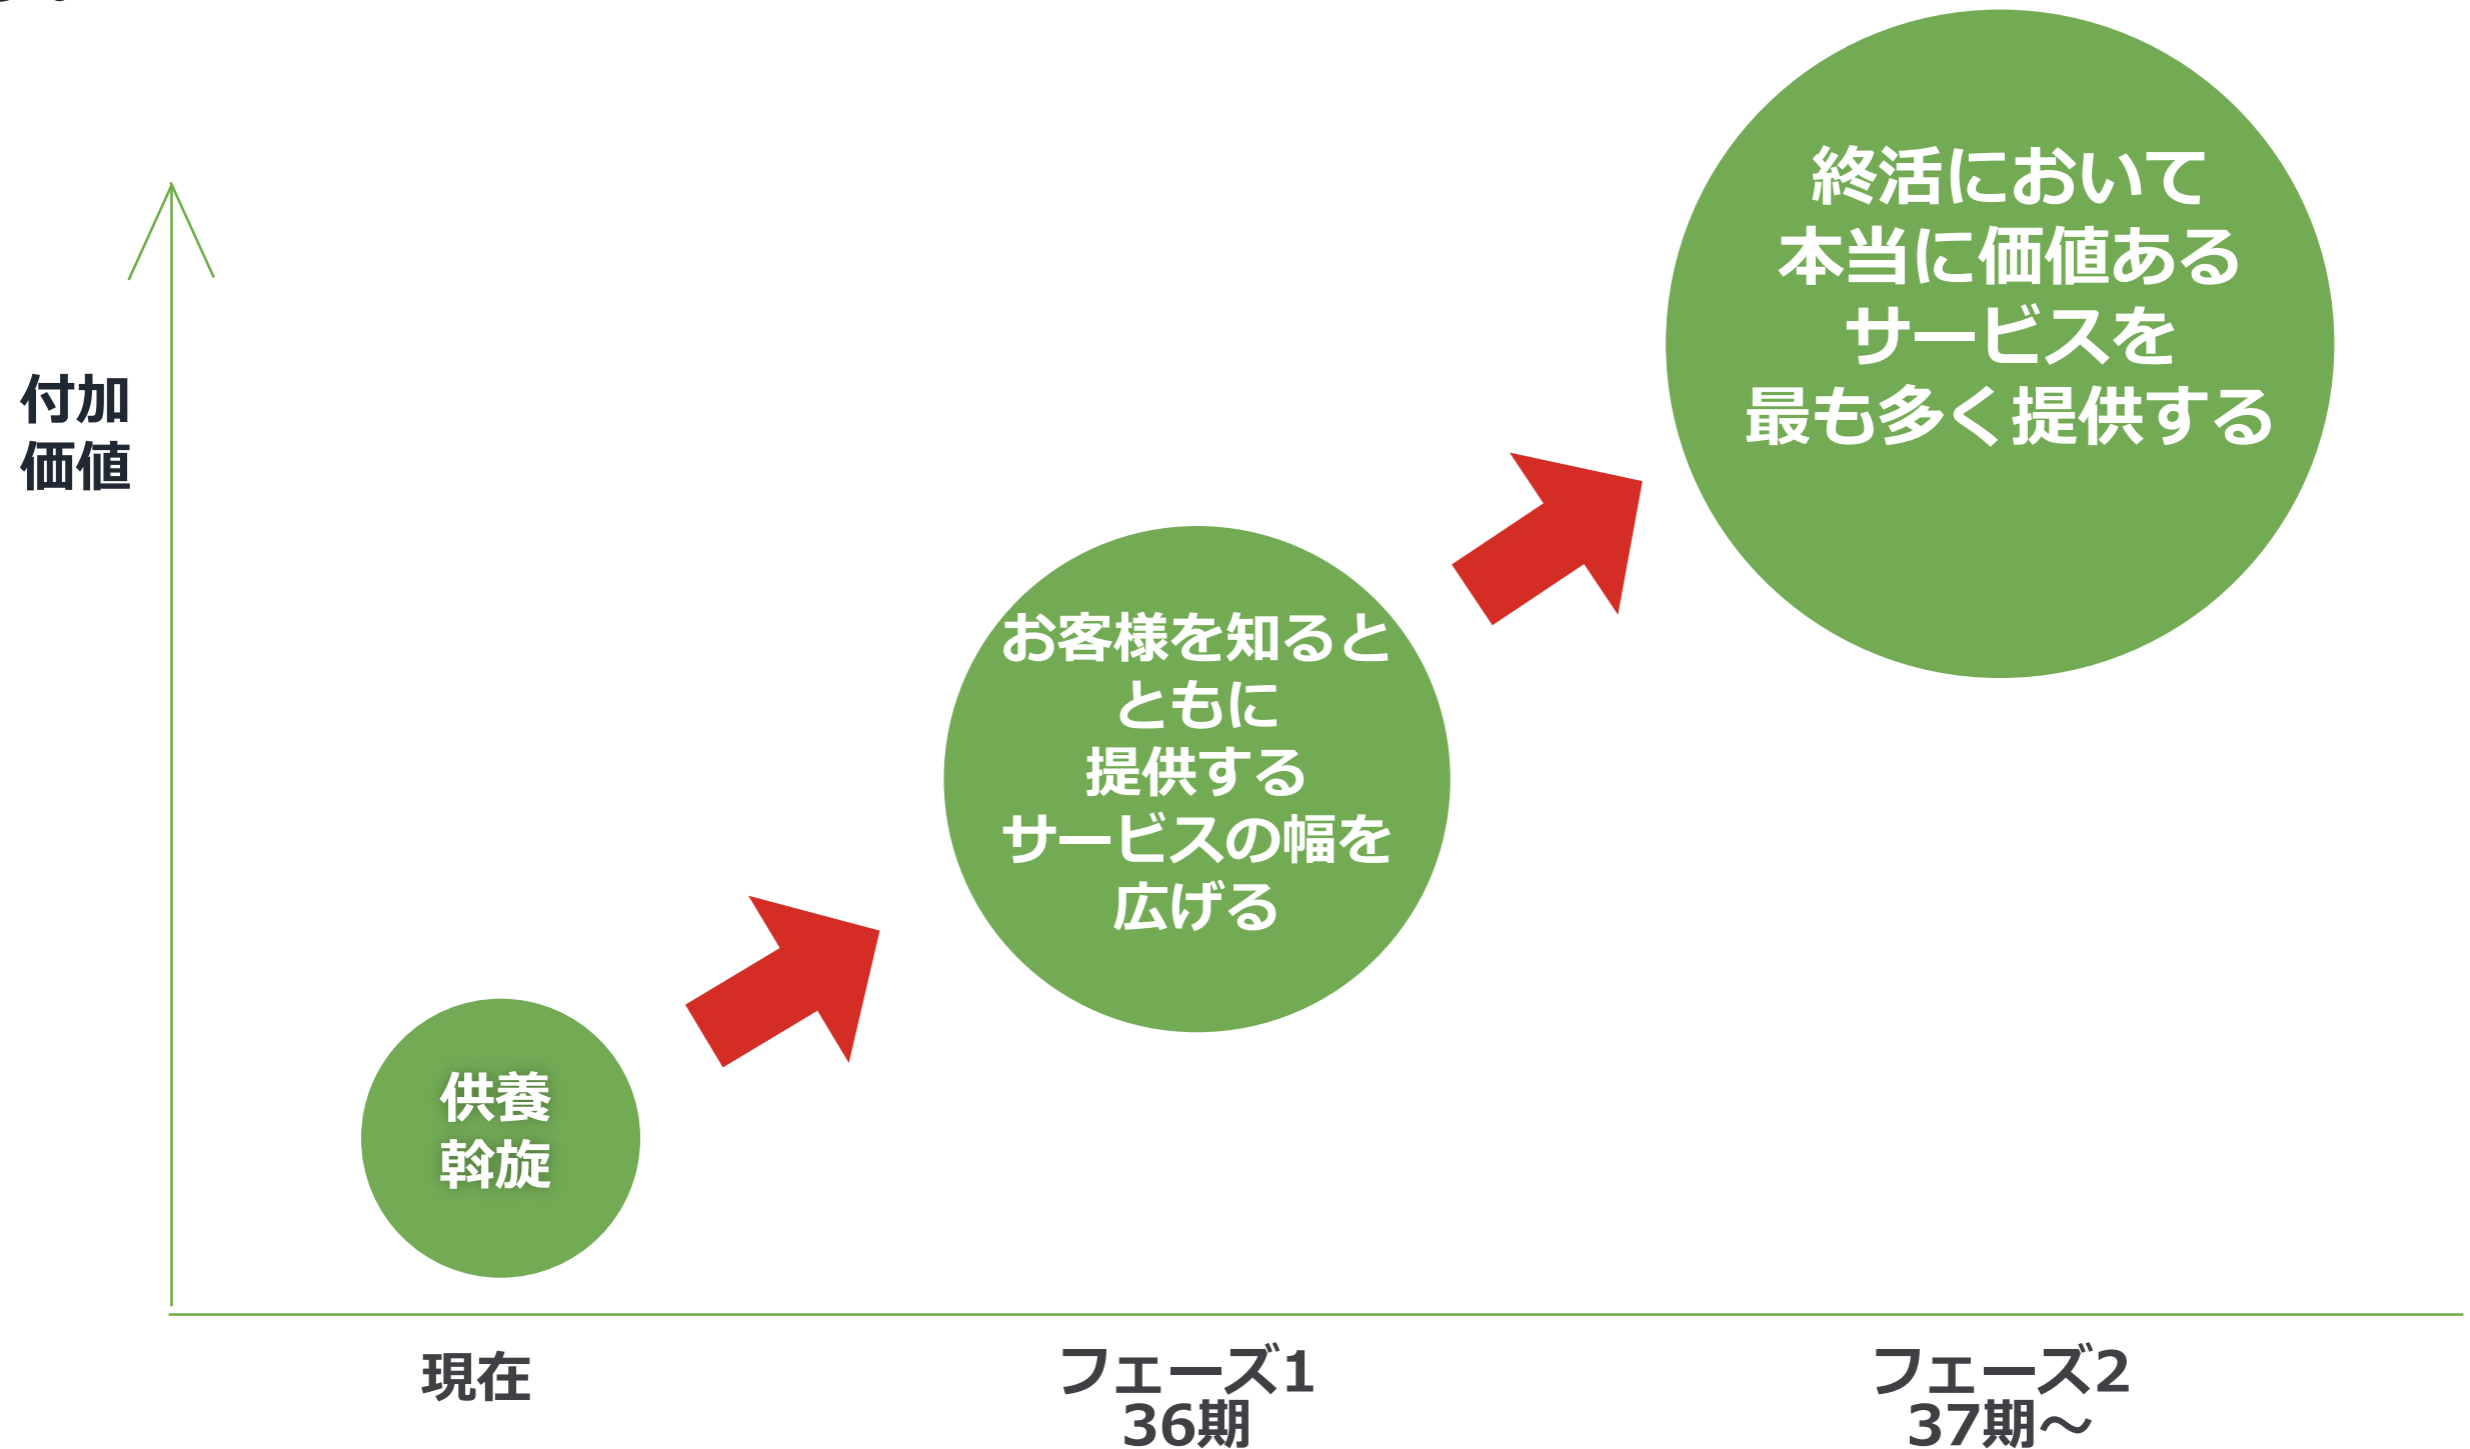 終活において
本当に価値ある
サービスを
最も多く提供する
付加
価値
お客様を知ると
ともに
提供する
サービスの幅を
広げる
供養
斡旋
現在
フェーズ1
36期
フェーズ2
37期～